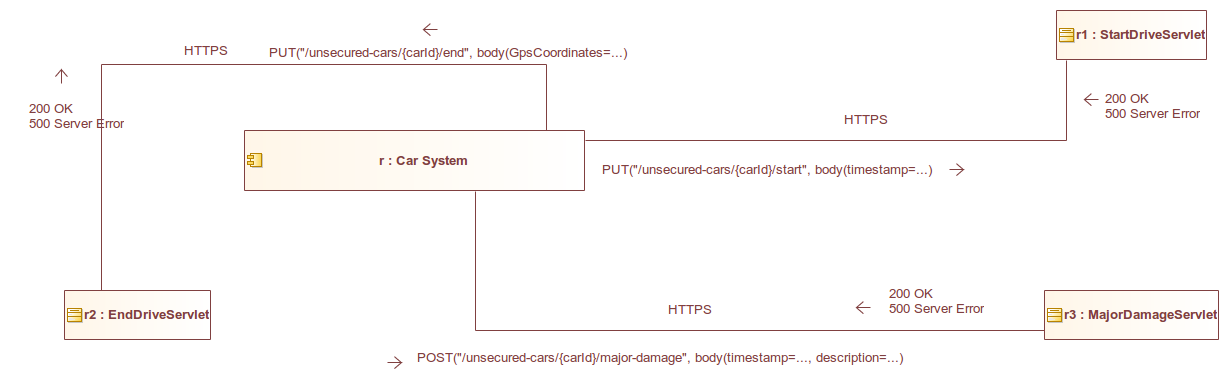 r1 : StartDriveServlet
HTTPS
PUT("/unsecured-cars/{carId}/end", body(GpsCoordinates=...)
200 OK
500 Server Error
200 OK
500 Server Error
HTTPS
r : Car System
PUT("/unsecured-cars/{carId}/start", body(timestamp=...)
r2 : EndDriveServlet
HTTPS
200 OK
500 Server Error
r3 : MajorDamageServlet
POST("/unsecured-cars/{carId}/major-damage", body(timestamp=..., description=...)